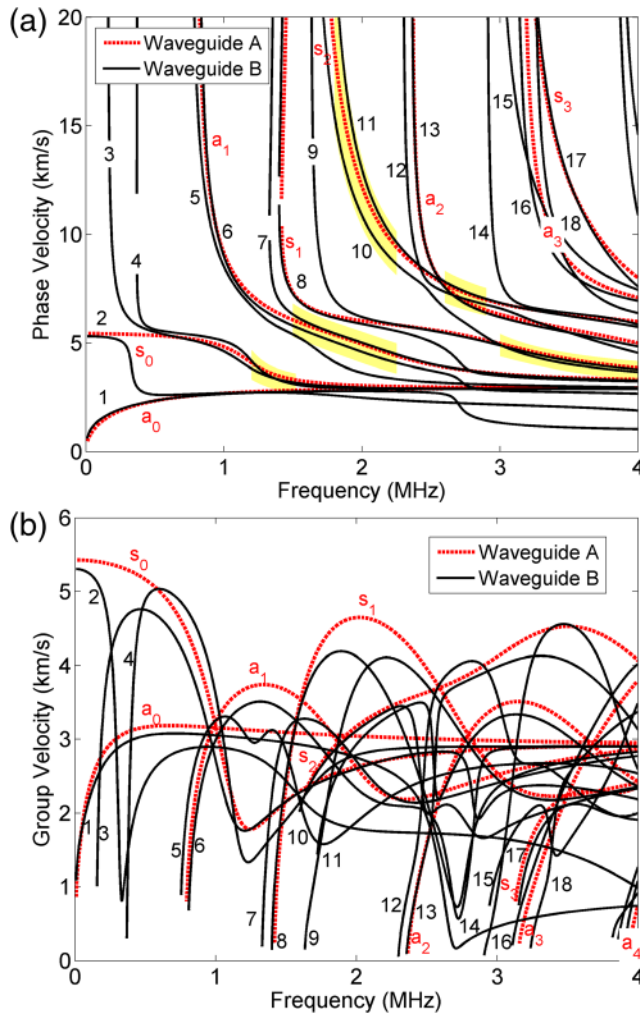 (a)
20
15
10
5
0
Phase Velocity (km/s)
Waveguide A
Waveguide B
3
4
2
1
s0
a0
5
6
a1
7
s1
8
9
s2
10
11
12
13
a2
14
15
16
a3
s3
17
18
0 1 2 3 4
Frequency (MHz)
(b)
6
5
4
3
2
1
0
Group Velocity (km/s)
Waveguide A
Waveguide B
s0
2
4
a0
1
3
5
6
a1
s1
s2
7
8
9
10
11
12
13
a2
14
15
16
17
s3
a3
18
a4
0 1 2 3 4
Frequency (MHz)